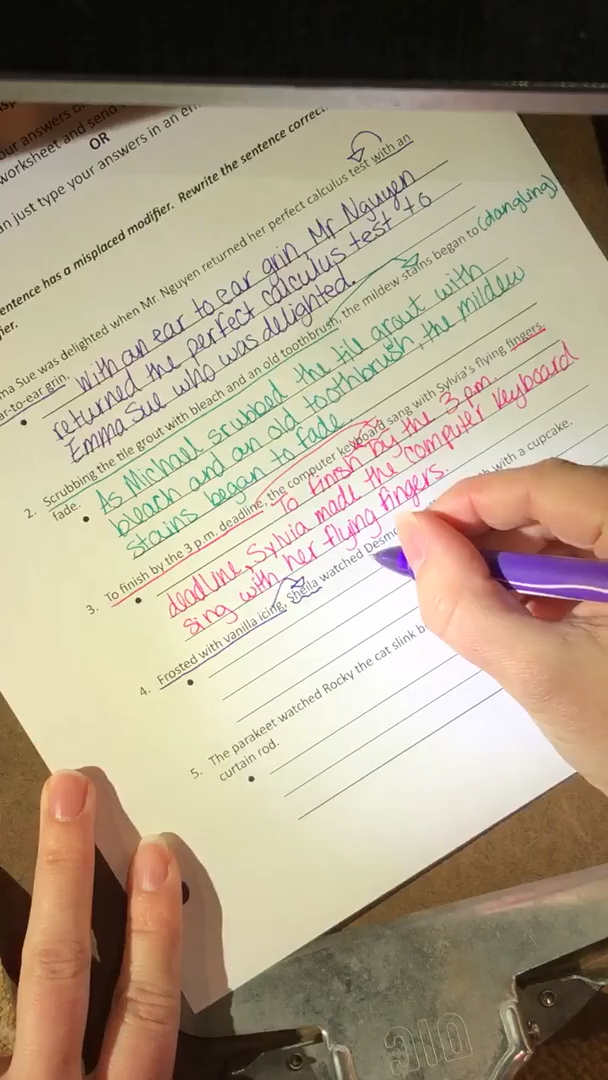 our answers
OR
worksheet and send
an just type your answers in an
entence has a misplaced modifier. Rewrite the sentence correc
fier.
ma Sue was delighted when Mr. Nguyen returned her perfect calculus test with an
ar-to-ear grin.
With an ear to ear grin, Mr Nguyen
returned the perfect calculus test to
Emma Sue who was delighted.
2. Scrubbing the tile grout with bleach and an old toothbrush, the mildew stains began to
fade.
(dangling)
As Michael srubbed the tile grout with
bleach and an old toothbrush, the mildew
stains began to fade
3. To finish by the 3 p.m. deadline, the computer keyboard sang with Sylvia's flying fingers.
To finish by the 3 p.m.
deadline, Sylvia made the computer keyboard
sing with her flying fingers.
4. Frosted with vanilla icing, Sheila watched Desmo
with a cupcake.
5. The parakeet watched Rocky the cat slink b
curtain rod.
DIC